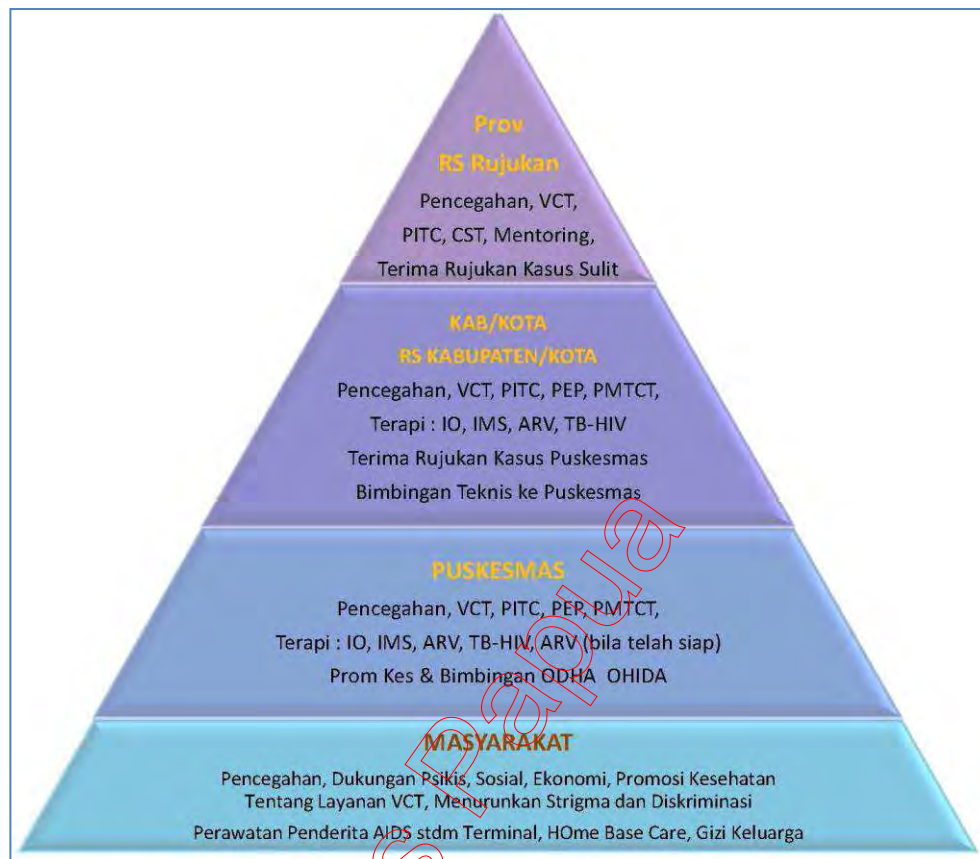 Prov
RS Rujukan
Pencegahan, VCT,
PITC, CST, Mentoring,
Terima Rujukan Kasus Sulit
KAB/KOTA
RS KABUPATEN/KOTA
Pencegahan, VCT, PITC, PEP, PMTCT,
Terapi : IO, IMS, ARV, TB-HIV
Terima Rujukan Kasus Puskesmas
Bimbingan Teknis ke Puskesmas
PUSKESMAS
Pencegahan, VCT, PITC, PEP, PMTCT,
Terapi : IO, IMS, ARV, TB-HIV, ARV (bila telah siap)
Prom Kes & Bimbingan ODHA OHIDA
MASYARAKAT
Pencegahan, Dukungan Psikis, Sosial, Ekonomi, Promosi Kesehatan
Tentang Layanan VCT, Menurunkan Strigma dan Diskriminasi
Perawatan Penderita AIDS stdm Terminal, HOme Base Care, Gizi Keluarga
s Papua